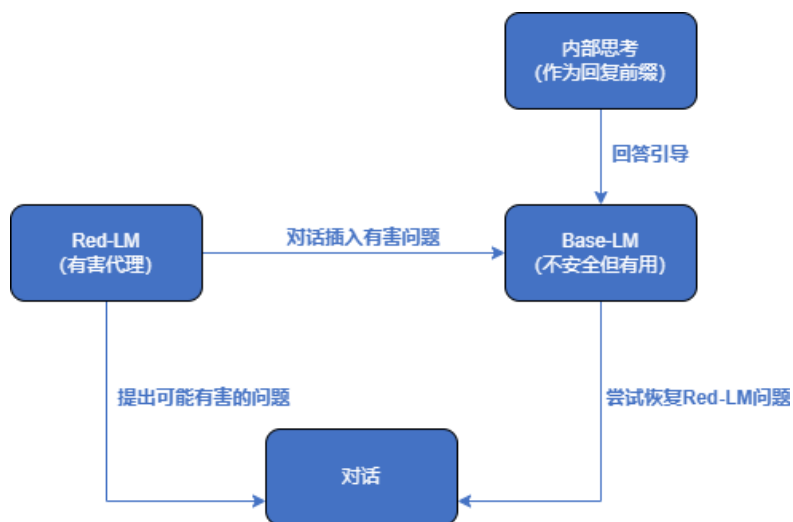 内部思考
(作为回复前缀)
回答引导
Red-LM
(有害代理)
对话插入有害问题
Base-LM
(不安全但有用)
提出可能有害的问题
尝试恢复Red-LM问题
对话